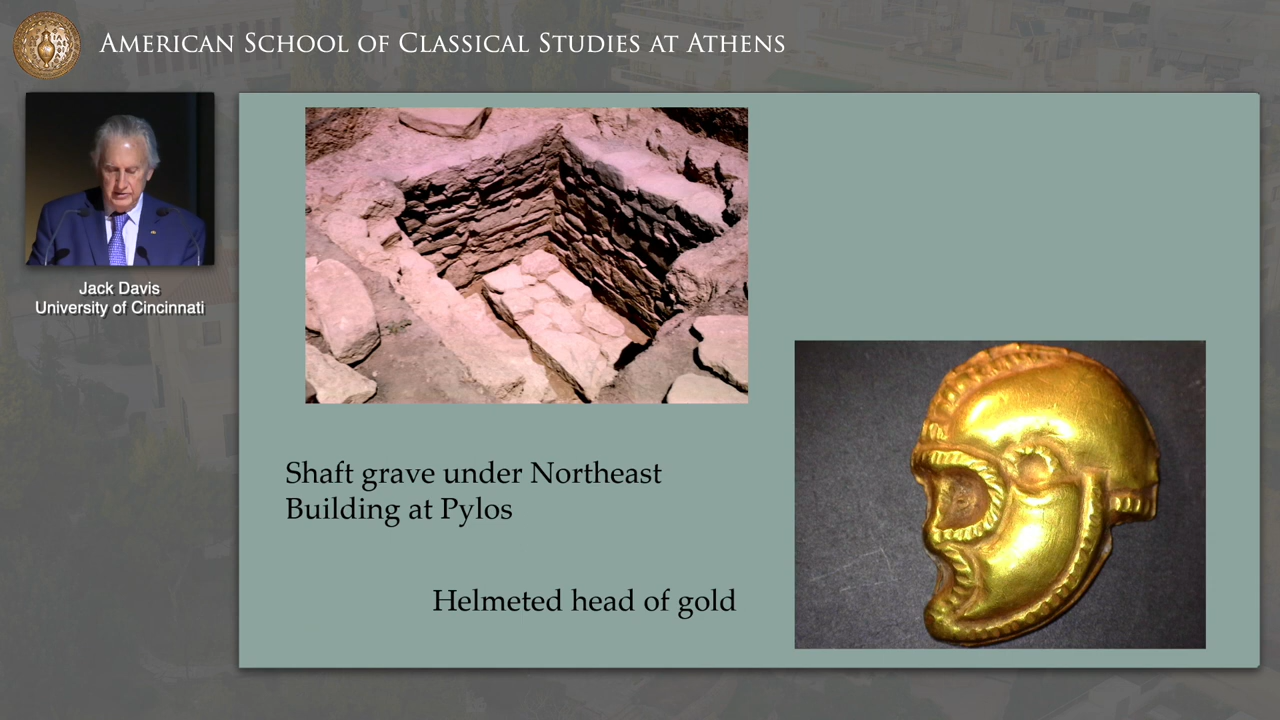 American School of Classical Studies at Athens
Jack Davis
University of Cincinnati
Shaft grave under Northeast
Building at Pylos
Helmeted head of gold